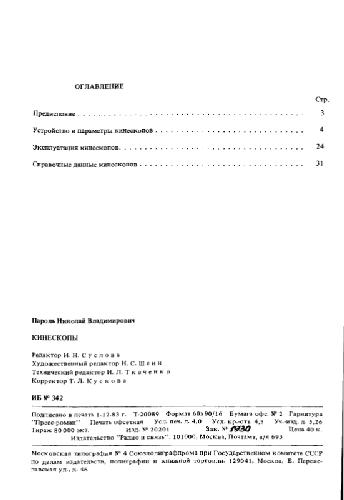 ОГЛАВЛЕНИЕ
Стр.
Предисловие 3
Устройство и параметры кинескопов 4
Эксплуатация кинескопов 24
Справочные данные кинескопов 31
Пароль Николай Владимирович
КИНЕСКОПЫ
Редактор И. Н. Суслова
Художественный редактор Н. С. Шеин
Технический редактор И. Л. Ткаченко
Корректор Т. Л. Кускова
ИБ № 342
Подписано в печать 1-12-83 г. Т-20089 Формат 60х90/16 Бумага офс. № 2 Гарнитура
"Пресс-роман" Печать офсетная Усл. печ. л. 4,0 Усл. кр.-отт. 4,5 Уч.-изд. л. 5,26
Тираж 80 000 экз. Изд. № 20201 Зак. № 1930 Цена 40 к.
Издательство "Радио и связь". 101000, Москва, Почтамт, а/я 693
Московская типография № 4 Союзполиграфпрома при Государственном комитете СССР
по делам издательств, полиграфии и книжной торговли. 129041, Москва, Б. Переяс-
лавская ул., д. 46